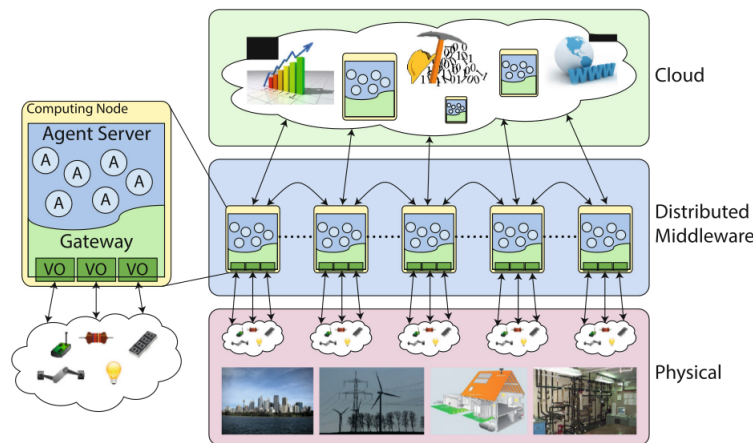 Cloud
WWW
Computing Node
Agent Server
A
A
A
A
A
A
Gateway
VO VO VO
Distributed
Middleware
Physical